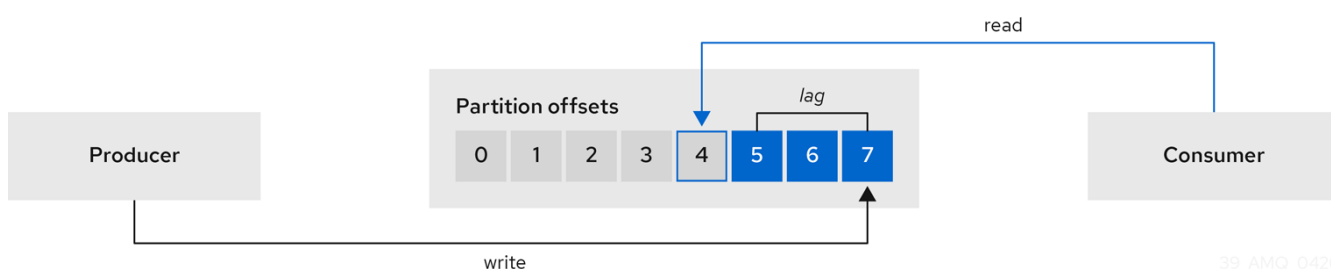 read
Partition offsets
lag
Producer
0 1 2 3 4 5 6 7
Consumer
write